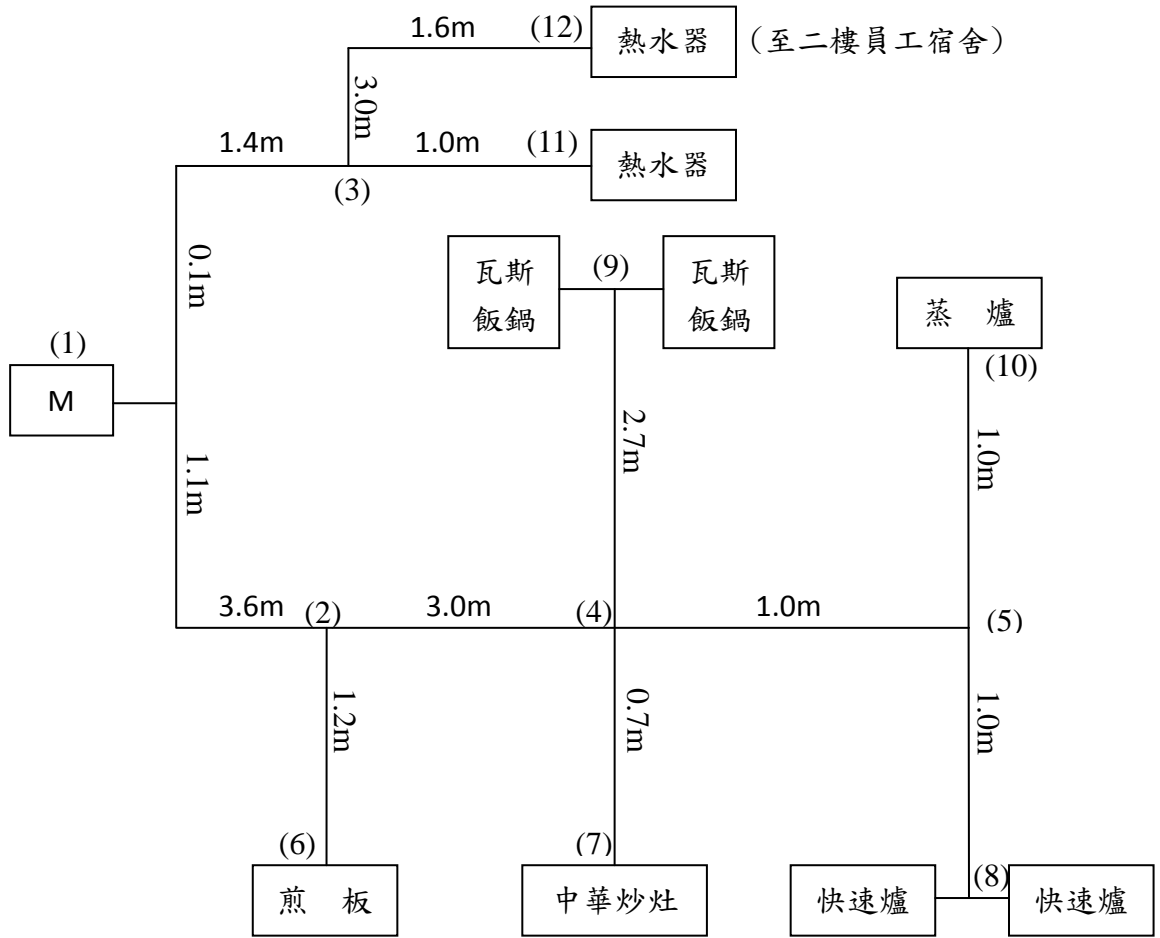 1.6m
(12)
熱水器
(至二樓員工宿舍)
3.0m
1.4m
1.0m
(11)
熱水器
(3)
0.1m
瓦斯
飯鍋
(9)
瓦斯
飯鍋
蒸 爐
(10)
(1)
M
2.7m
1.0m
1.1m
3.6m
(2)
3.0m
(4)
1.0m
(5)
1.2m
0.7m
1.0m
(6)
煎 板
(7)
中華炒灶
快速爐
(8)
快速爐